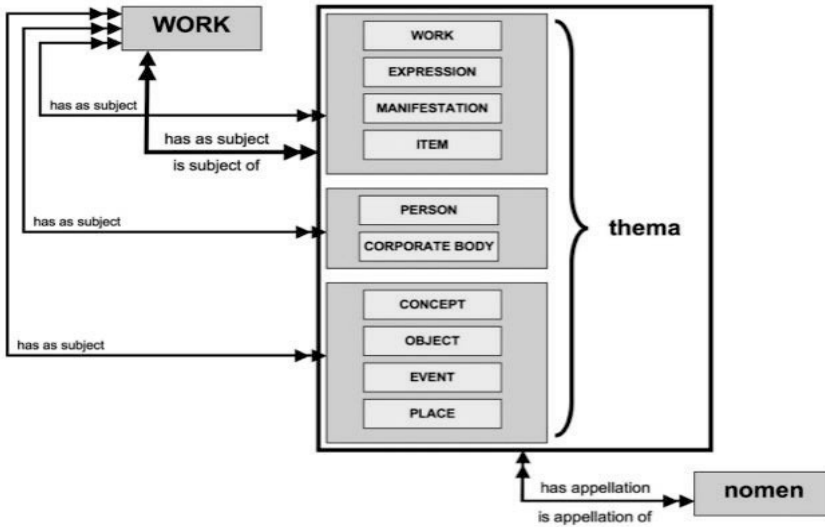 WORK
WORK
EXPRESSION
MANIFESTATION
has as subject
has as subject
ITEM
is subject of
PERSON
has as subject
thema
CORPORATE BODY
CONCEPT
OBJECT
has as subject
EVENT
PLACE
has appellation
nomen
is appellation of